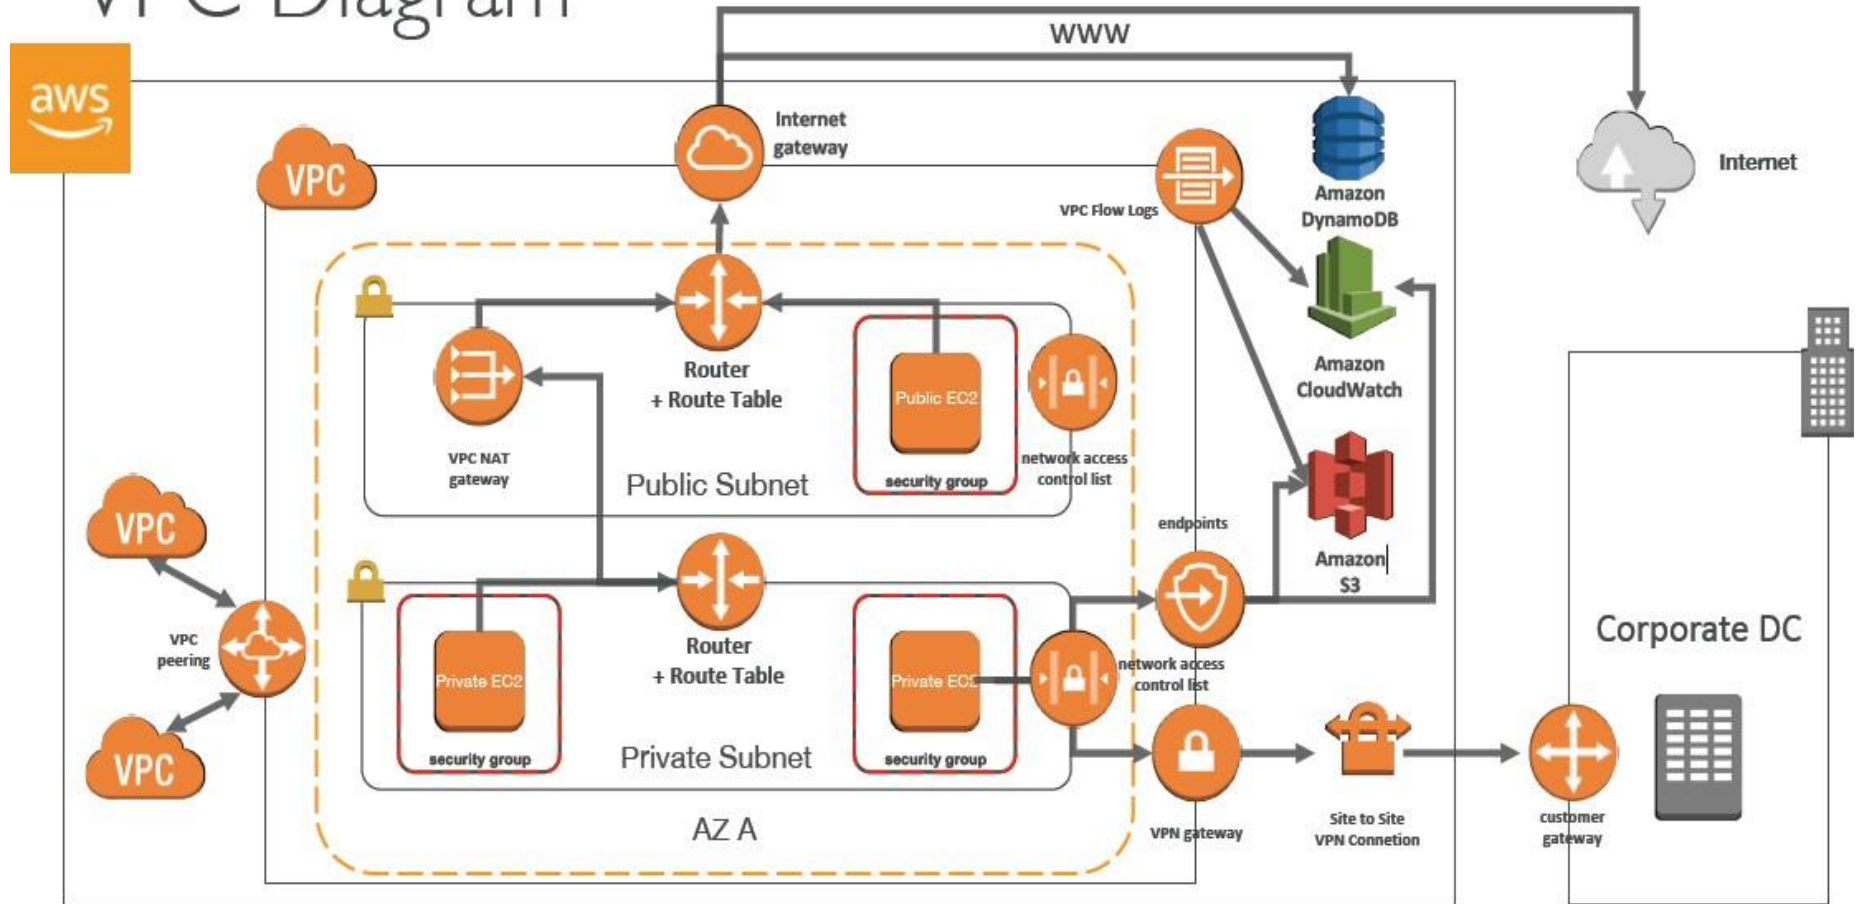 VPC Diagram
www
aws
Internet
gateway
VPC
Internet
VPC Flow Logs
Amazon
DynamoDB
Router
+ Route Table
Public EC2
Amazon
CloudWatch
VPC NAT
gateway
Public Subnet
security group
network access
control list
VPC
endpoints
Amazon
S3
Corporate DC
VPC
peering
Router
+ Route Table
Private EC2
Private EC2
network access
control list
security group
Private Subnet
security group
VPC
AZ A
VPN gateway
Site to Site
VPN Connetion
customer
gateway